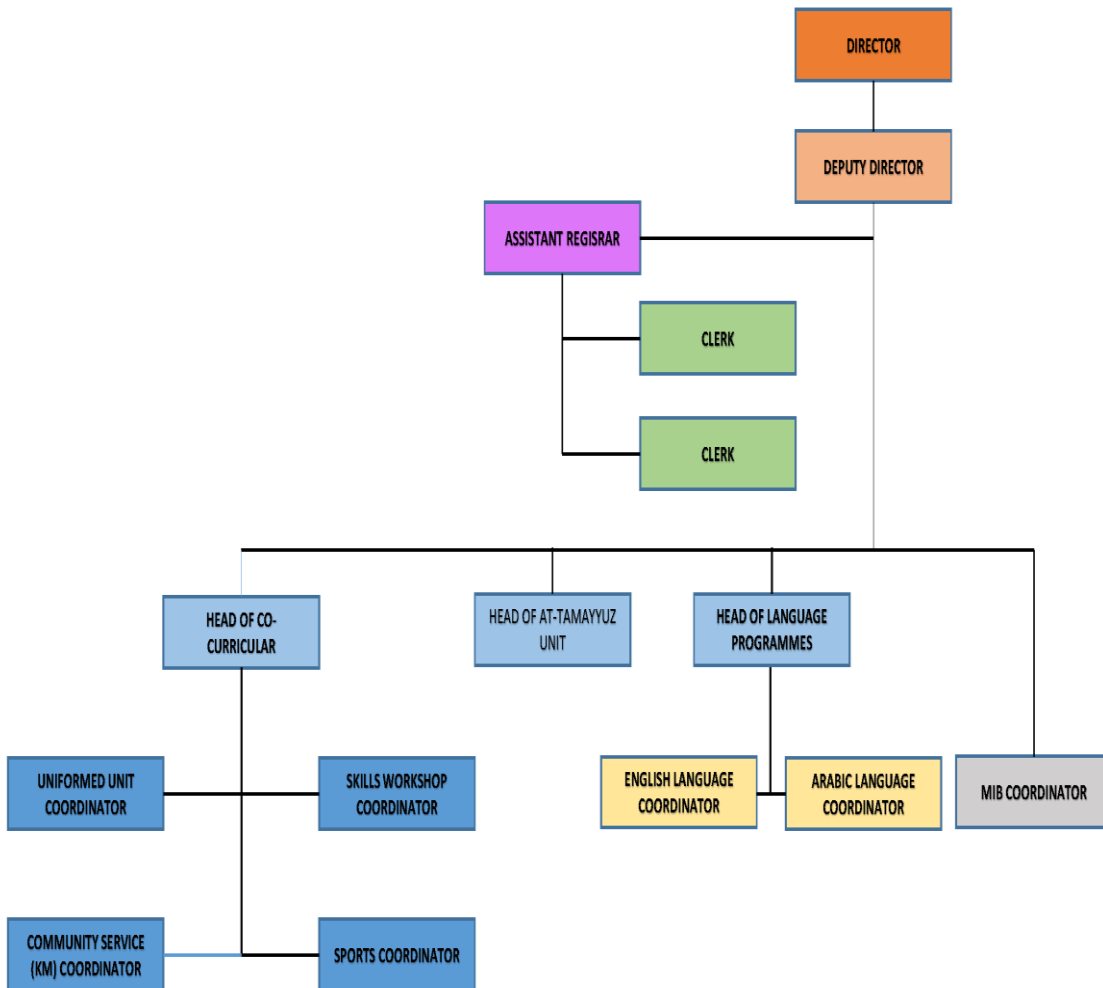 DIRECTOR
DEPUTY DIRECTOR
ASSISTANT REGISRAR
CLERK
CLERK
HEAD OF CO-
CURRICULAR
HEAD OF AT-TAMAYYUZ
UNIT
HEAD OF LANGUAGE
PROGRAMMES
UNIFORMED UNIT
COORDINATOR
SKILLS WORKSHOP
COORDINATOR
ENGLISH LANGUAGE
COORDINATOR
ARABIC LANGUAGE
COORDINATOR
MIB COORDINATOR
COMMUNITY SERVICE
(KM) COORDINATOR
SPORTS COORDINATOR